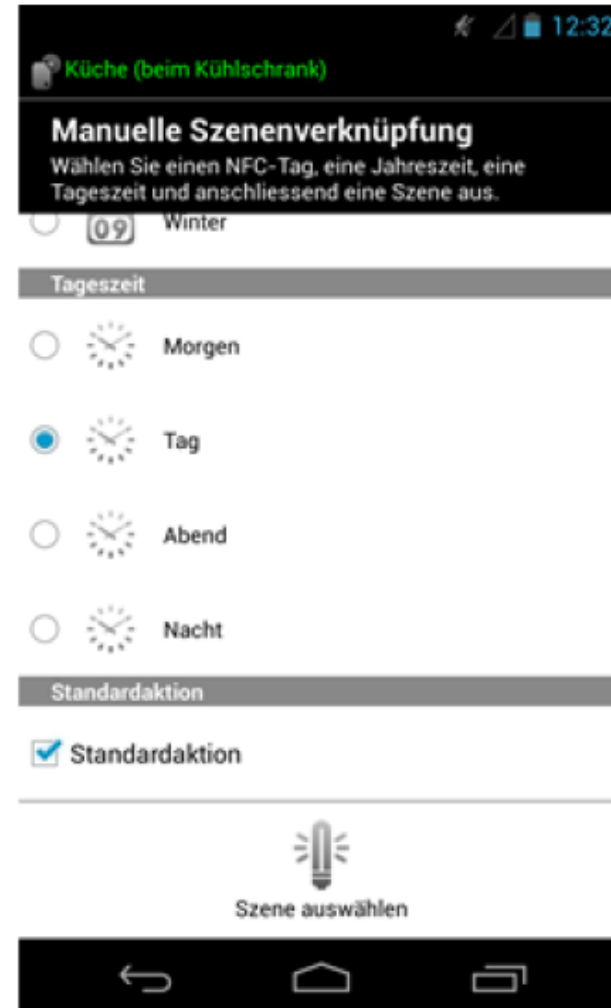 12:32
Küche (beim Kühlschrank)
Manuelle Szenenverknüpfung
Wählen Sie einen NFC-Tag, eine Jahreszeit, eine
Tageszeit und anschliessend eine Szene aus.
09 Winter
Tageszeit
Morgen
Tag
Abend
Nacht
Standardaktion
Standardaktion
Szene auswählen